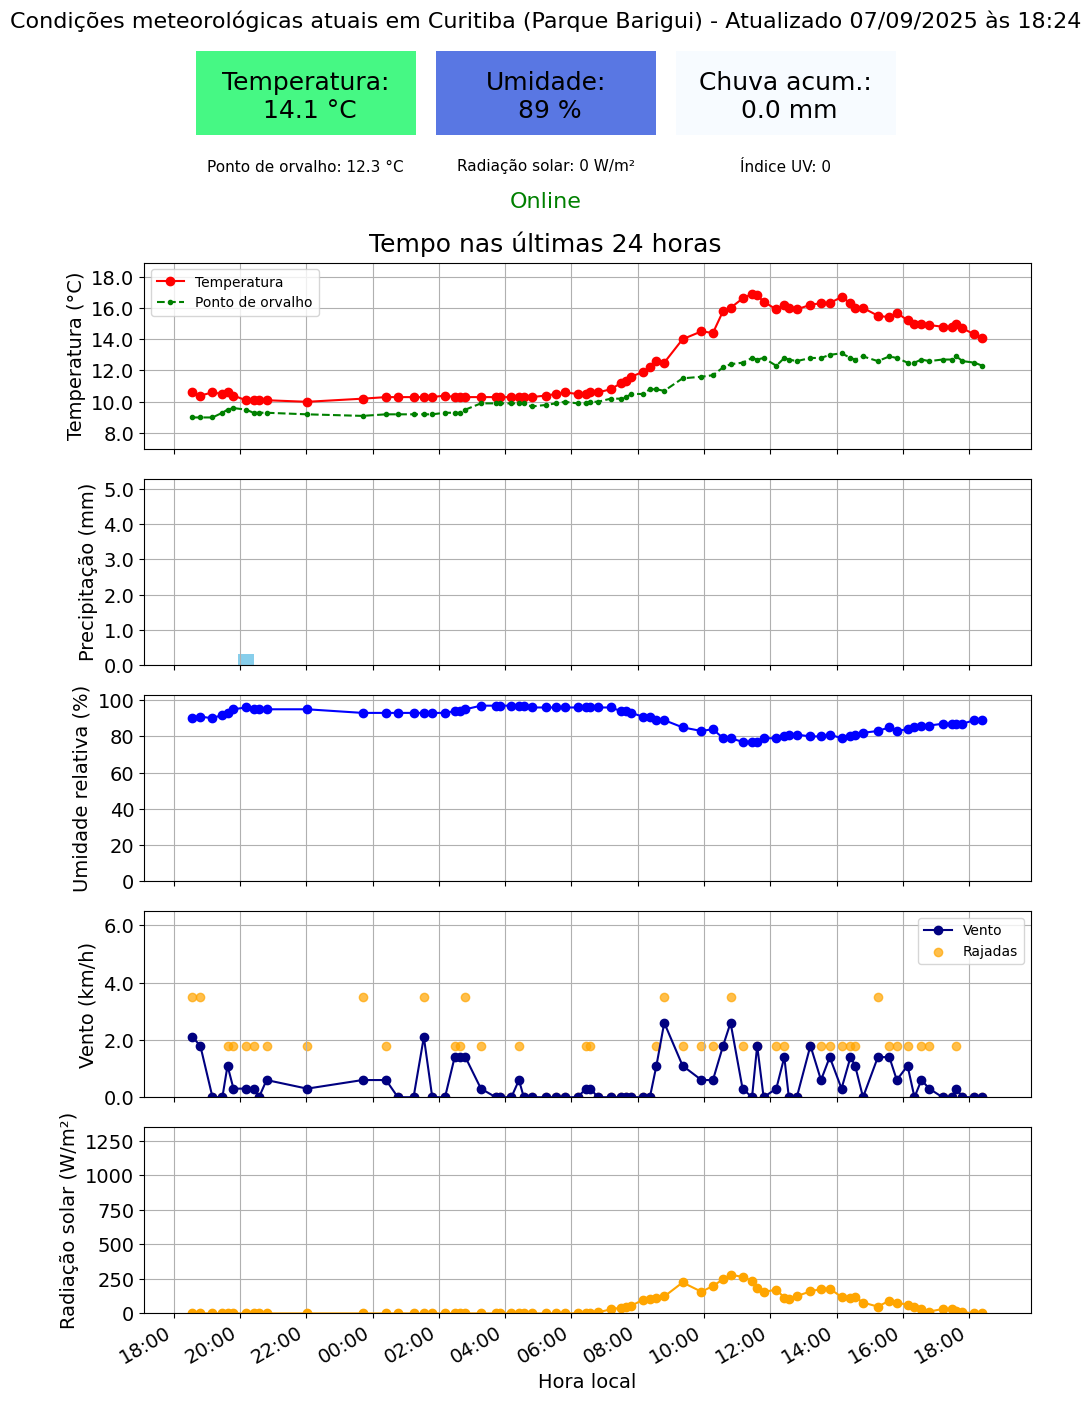 Condições meteorológicas atuais em Curitiba (Parque Barigui) - Atualizado 07/09/2025 às 18:24
Temperatura:
14.1 °C
Umidade:
89 %
Chuva acum.:
0.0 mm
Ponto de orvalho: 12.3 °C
Radiação solar: 0 W/m²
Índice UV: 0
Online
Tempo nas últimas 24 horas
Temperatura (°C)
18.0
16.0
14.0
12.0
10.0
8.0
Temperatura
Ponto de orvalho
Precipitação (mm)
5.0
4.0
3.0
2.0
1.0
0.0
Umidade relativa (%)
100
80
60
40
20
0
Vento (km/h)
6.0
4.0
2.0
0.0
Vento
Rajadas
Radiação solar (W/m²)
1250
1000
750
500
250
0
18:00
20:00
22:00
00:00
02:00
04:00
06:00
08:00
10:00
12:00
14:00
16:00
18:00
Hora local